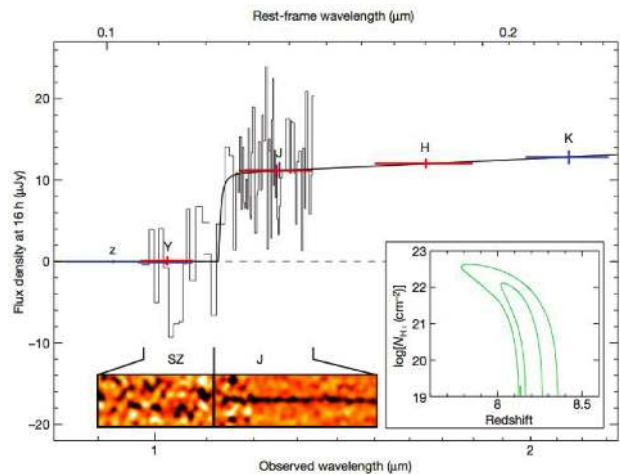 Rest-frame wavelength (μm)
0.1 0.2
20
10
0
−10
−20
Flux density at 16 h (μJy)
z Y J H K
SZ J
23
22
21
20
19
log[N_H I (cm⁻²)]
8 8.5
Redshift
1 2
Observed wavelength (μm)